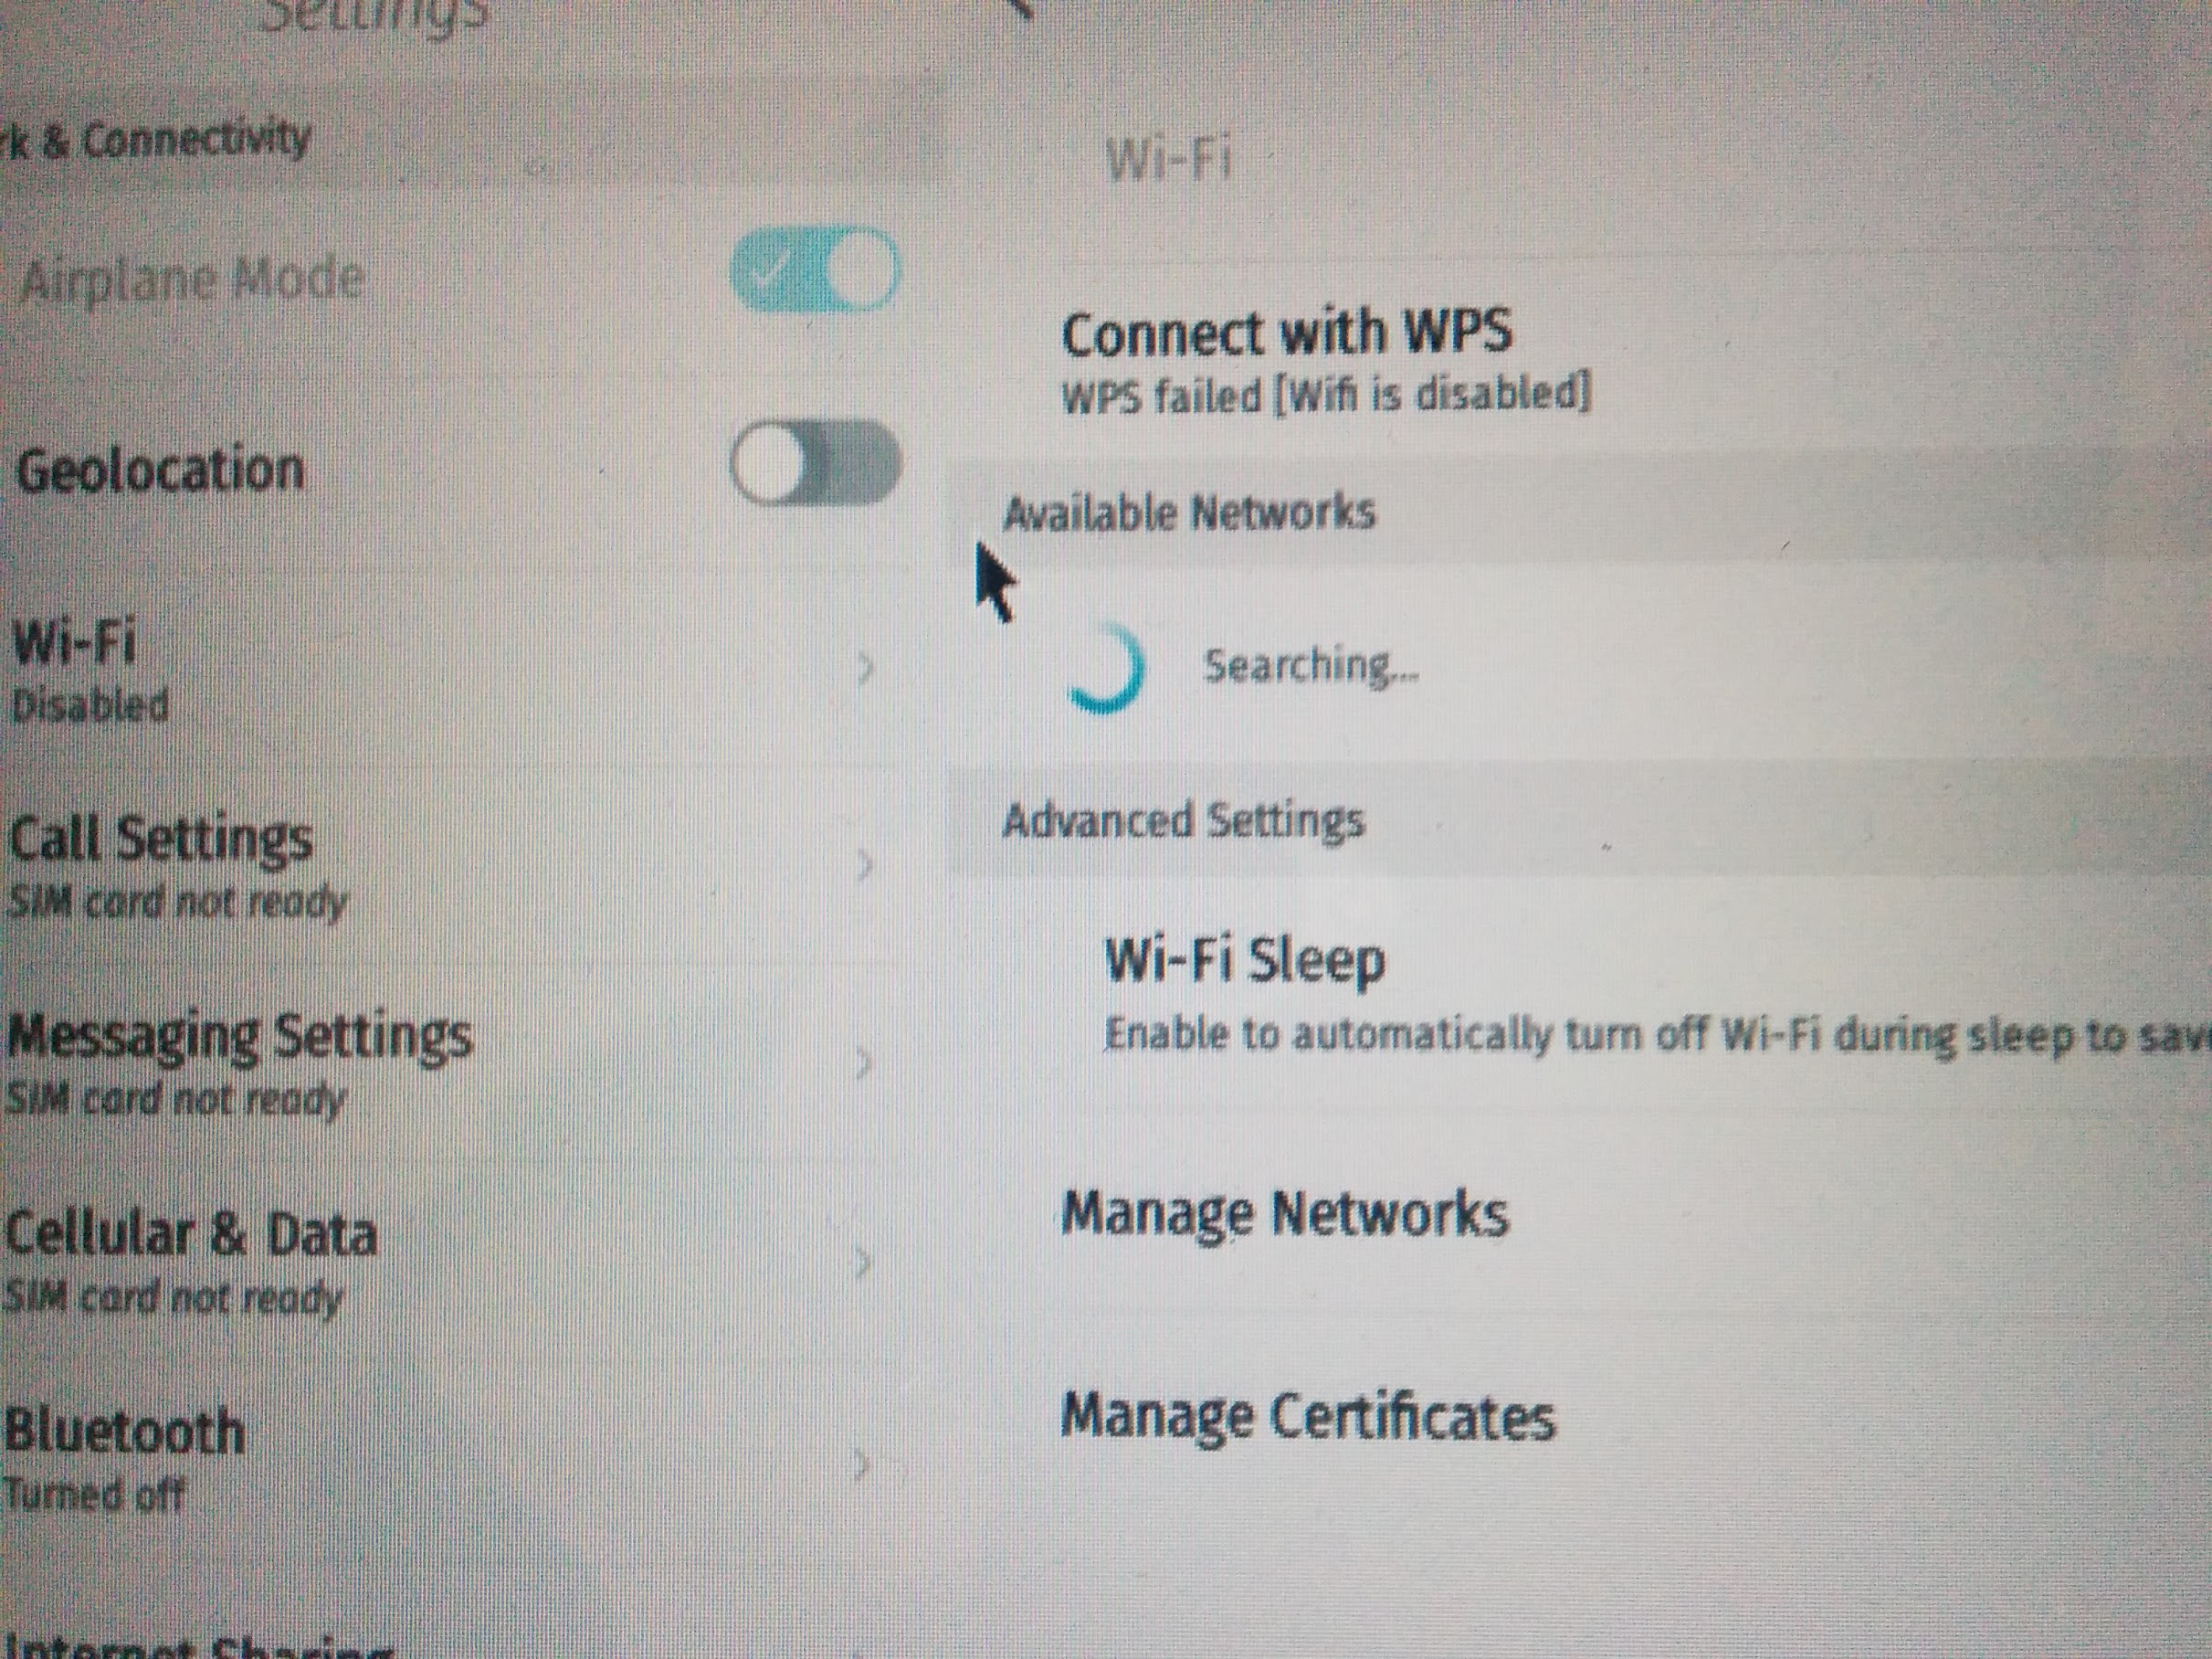 Settings
rk & Connectivity
Airplane Mode
Geolocation
Wi-Fi
Disabled
Call Settings
SIM card not ready
Messaging Settings
SIM card not ready
Cellular & Data
SIM card not ready
Bluetooth
Turned off
Internet Sharing
Wi-Fi
Connect with WPS
WPS failed [Wifi is disabled]
Available Networks
Searching...
Advanced Settings
Wi-Fi Sleep
Enable to automatically turn off Wi-Fi during sleep to save
Manage Networks
Manage Certificates